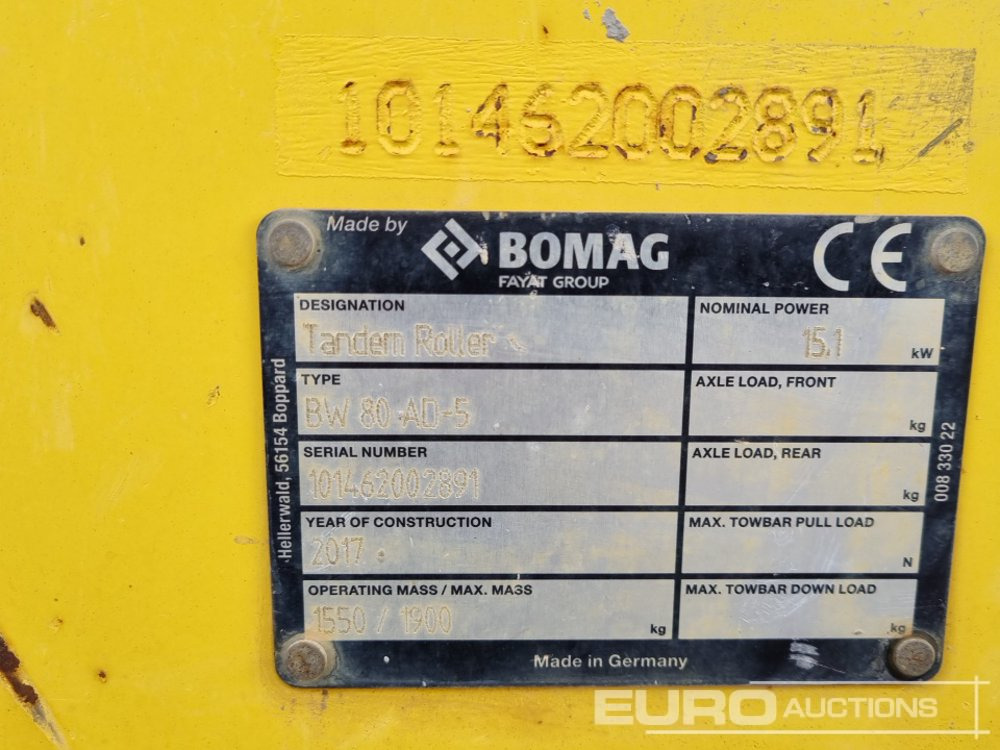 101462002891
Made by
BOMAG
FAYAT GROUP
CE
DESIGNATION
Tandem Roller
NOMINAL POWER
15.1 kW
TYPE
BW 80 AD-5
AXLE LOAD, FRONT
kg
SERIAL NUMBER
101462002891
AXLE LOAD, REAR
kg
YEAR OF CONSTRUCTION
2017
MAX. TOWBAR PULL LOAD
N
OPERATING MASS / MAX. MASS
1550 / 1900 kg
MAX. TOWBAR DOWN LOAD
kg
Made in Germany
Hellerwald, 56154 Boppard
008 330 22
EURO AUCTIONS